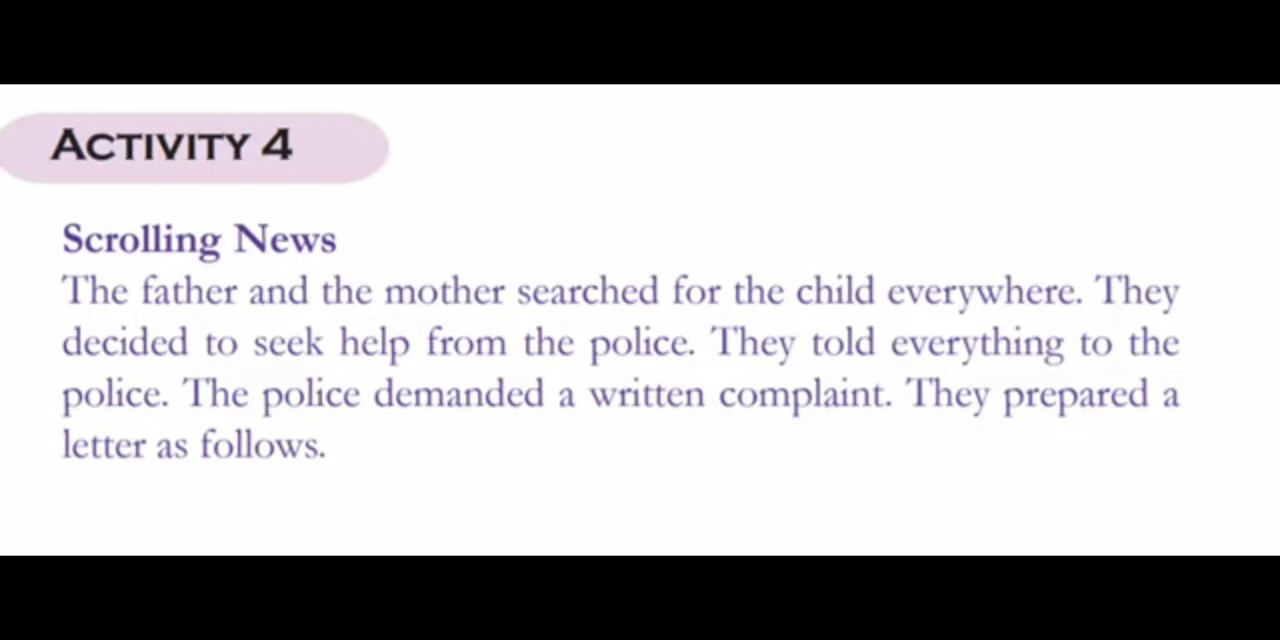 ACTIVITY 4
Scrolling News
The father and the mother searched for the child everywhere. They
decided to seek help from the police. They told everything to the
police. The police demanded a written complaint. They prepared a
letter as follows.